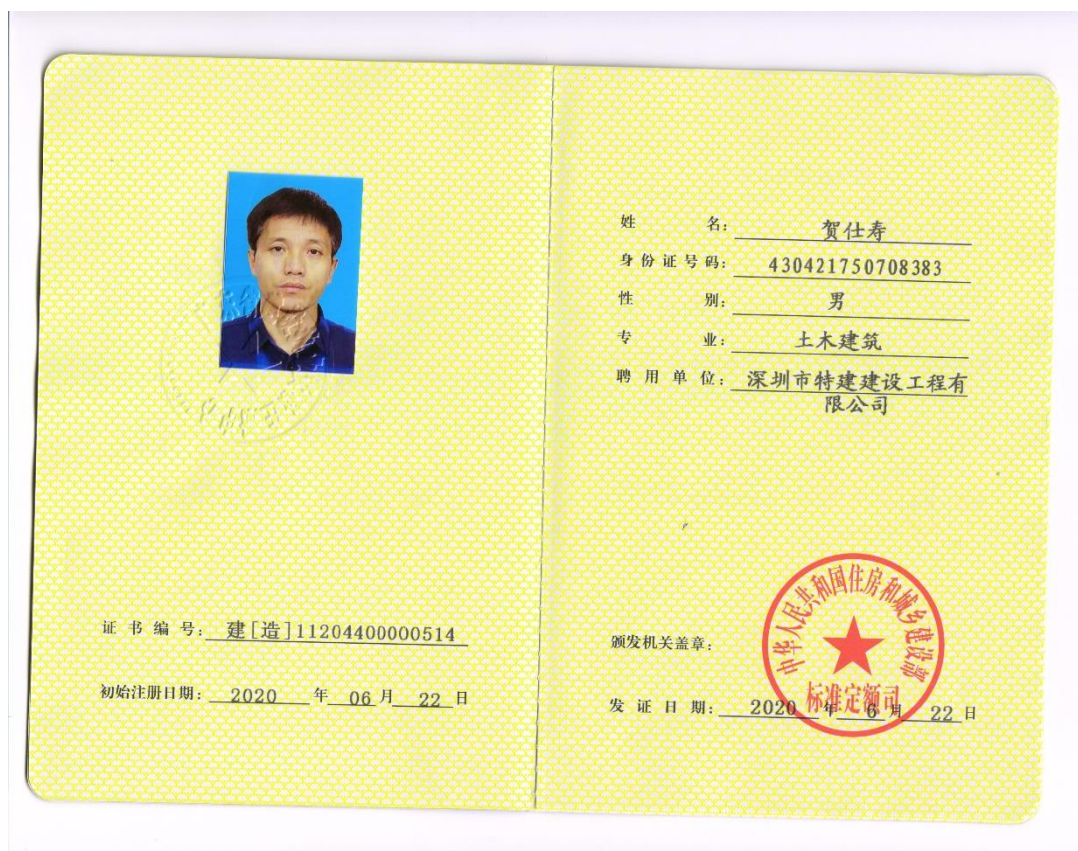 证书编号: 建[造]11204400000514
初始注册日期: 2020 年 06 月 22 日
姓名: 贺仕寿
身份证号码: 430421750708383
性别: 男
专业: 土木建筑
聘用单位: 深圳市特建建设工程有
限公司
中华人民共和国住房和城乡建设部
标准定额司
颁发机关盖章:
发证日期: 2020 年 6 月 22 日